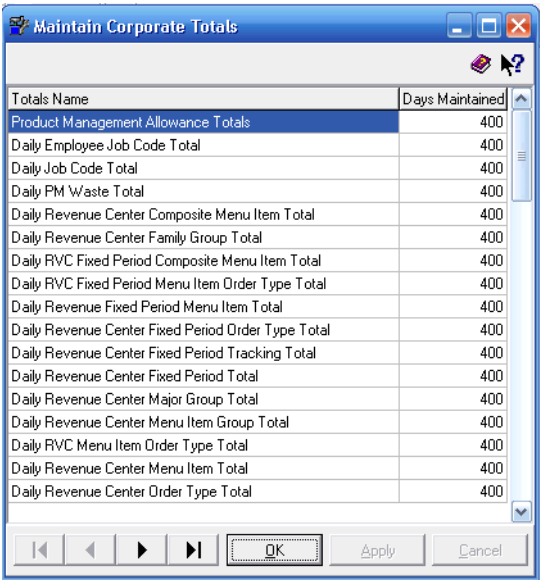 Maintain Corporate Totals
Totals Name Days Maintained
Product Management Allowance Totals 400
Daily Employee Job Code Total 400
Daily Job Code Total 400
Daily PM Waste Total 400
Daily Revenue Center Composite Menu Item Total 400
Daily Revenue Center Family Group Total 400
Daily RVC Fixed Period Composite Menu Item Total 400
Daily RVC Fixed Period Menu Item Order Type Total 400
Daily Revenue Fixed Period Menu Item Total 400
Daily Revenue Center Fixed Period Order Type Total 400
Daily Revenue Center Fixed Period Tracking Total 400
Daily Revenue Center Fixed Period Total 400
Daily Revenue Center Major Group Total 400
Daily Revenue Center Menu Item Group Total 400
Daily RVC Menu Item Order Type Total 400
Daily Revenue Center Menu Item Total 400
Daily Revenue Center Order Type Total 400
OK Apply Cancel